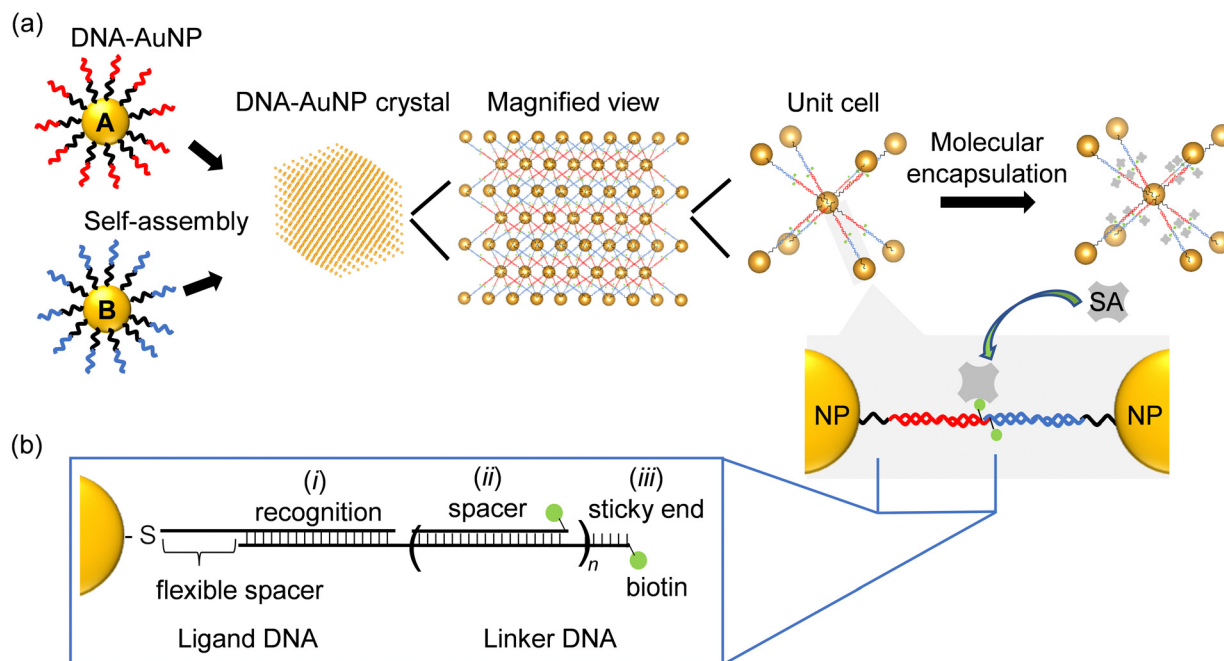 (a)
DNA-AuNP
A
Self-assembly
B
DNA-AuNP crystal
Magnified view
Unit cell
Molecular
encapsulation
SA
NP
NP
(b)
- S
(i)
recognition
(ii)
spacer
(iii)
sticky end
n
biotin
flexible spacer
Ligand DNA
Linker DNA